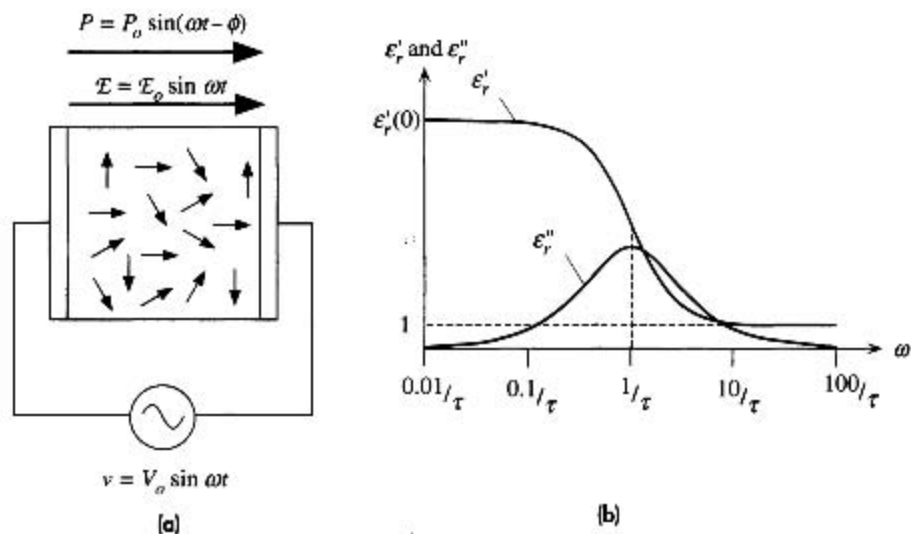 P = P_o sin(ωt − ϕ)
ℰ = ℰ_o sin ωt
v = V_o sin ωt
(a)
ε_r' and ε_r''
ε_r'
ε_r'(0)
ε_r''
1
ω
0.01/τ
0.1/τ
1/τ
10/τ
100/τ
(b)